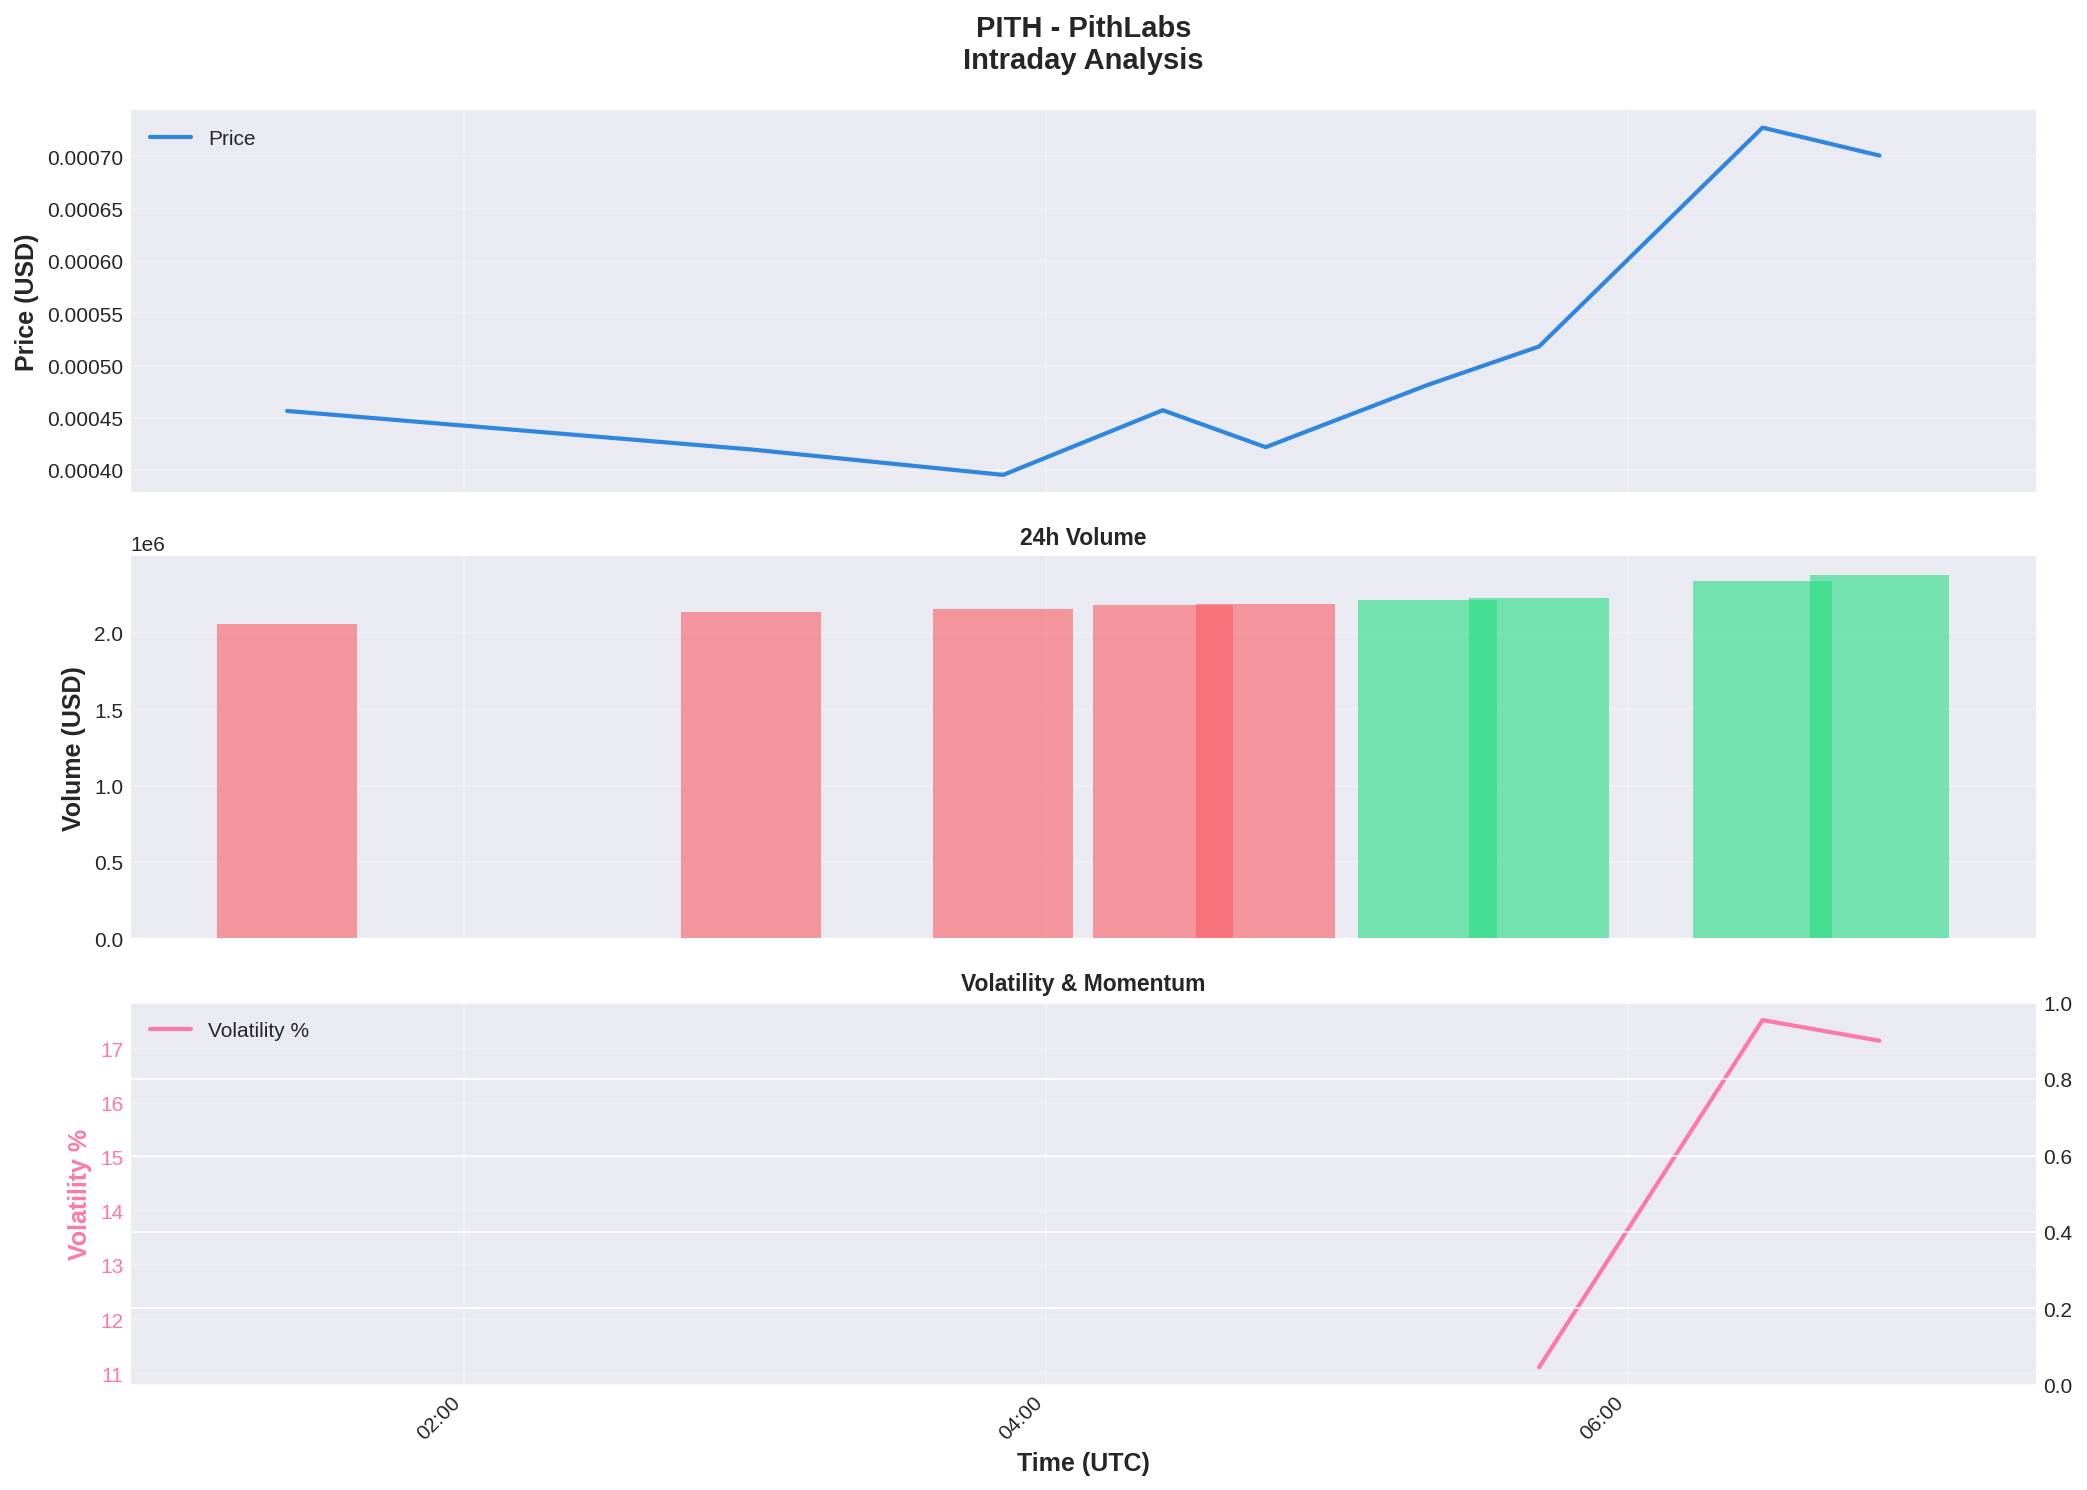 PITH - PithLabs
Intraday Analysis
Price
0.00070
0.00065
0.00060
0.00055
0.00050
0.00045
0.00040
Price (USD)
24h Volume
1e6
2.0
1.5
1.0
0.5
0.0
Volume (USD)
Volatility & Momentum
Volatility %
17
16
15
14
13
12
11
Volatility %
1.0
0.8
0.6
0.4
0.2
0.0
02:00
04:00
06:00
Time (UTC)